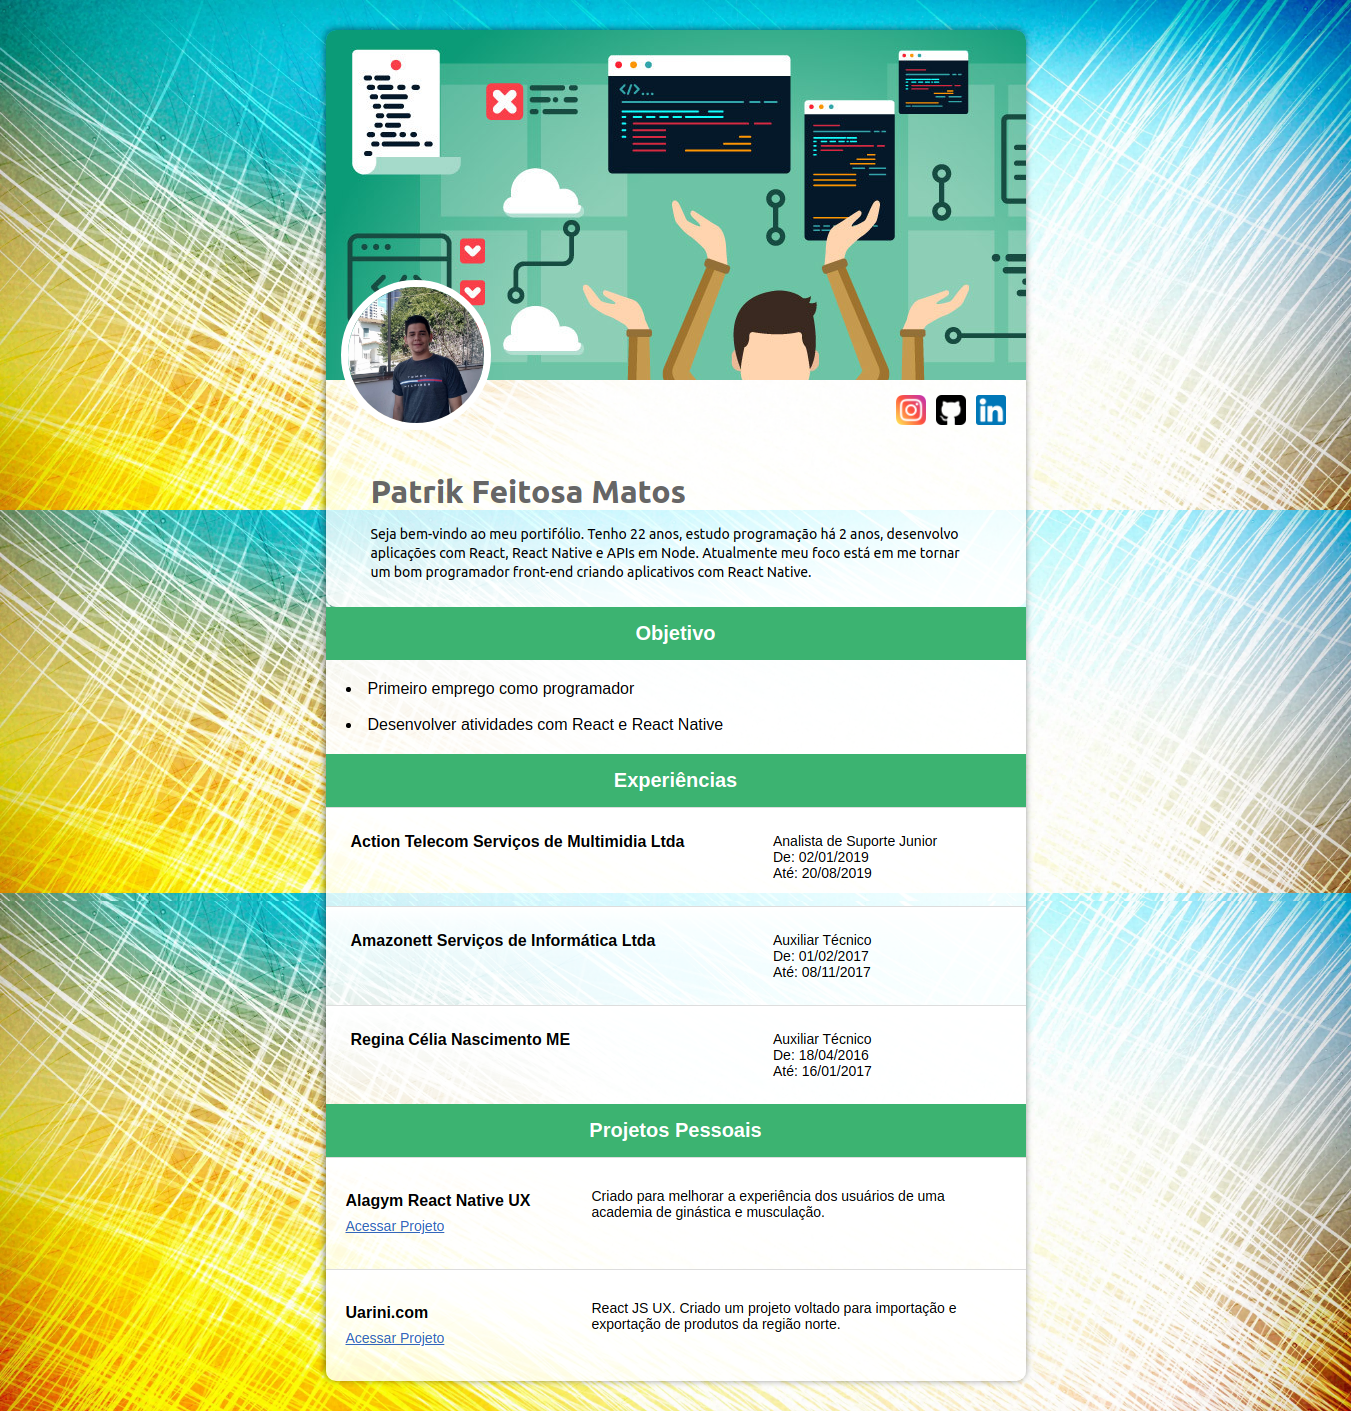 </>...
</>
Patrik Feitosa Matos
Seja bem-vindo ao meu portifólio. Tenho 22 anos, estudo programação há 2 anos, desenvolvo
aplicações com React, React Native e APIs em Node. Atualmente meu foco está em me tornar
um bom programador front-end criando aplicativos com React Native.
Objetivo
Primeiro emprego como programador
Desenvolver atividades com React e React Native
Experiências
Action Telecom Serviços de Multimidia Ltda
Analista de Suporte Junior
De: 02/01/2019
Até: 20/08/2019
Amazonett Serviços de Informática Ltda
Auxiliar Técnico
De: 01/02/2017
Até: 08/11/2017
Regina Célia Nascimento ME
Auxiliar Técnico
De: 18/04/2016
Até: 16/01/2017
Projetos Pessoais
Alagym React Native UX
Acessar Projeto
Criado para melhorar a experiência dos usuários de uma
academia de ginástica e musculação.
Uarini.com
Acessar Projeto
React JS UX. Criado um projeto voltado para importação e
exportação de produtos da região norte.